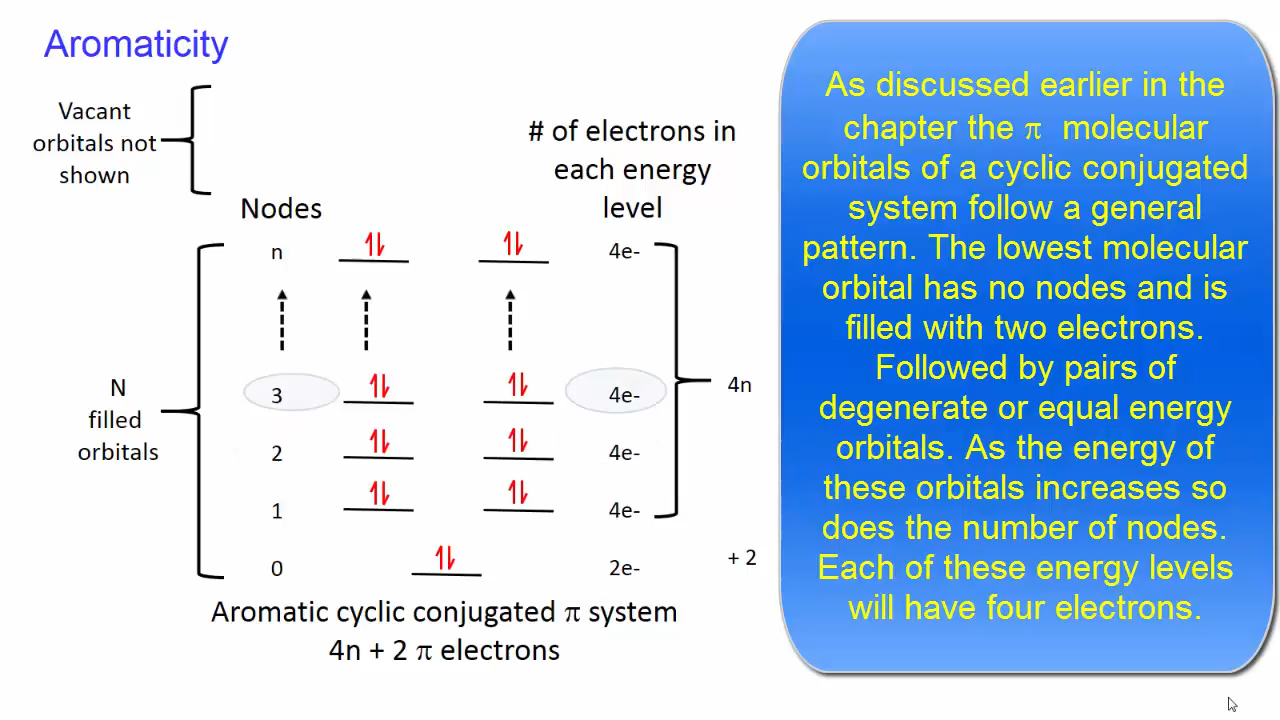 Aromaticity
Vacant
orbitals not
shown
# of electrons in
each energy
level
Nodes
n 4e-
3 4e-
4n
2 4e-
1 4e-
0 2e-
+ 2
N
filled
orbitals
Aromatic cyclic conjugated π system
4n + 2 π electrons
As discussed earlier in the
chapter the π molecular
orbitals of a cyclic conjugated
system follow a general
pattern. The lowest molecular
orbital has no nodes and is
filled with two electrons.
Followed by pairs of
degenerate or equal energy
orbitals. As the energy of
these orbitals increases so
does the number of nodes.
Each of these energy levels
will have four electrons.